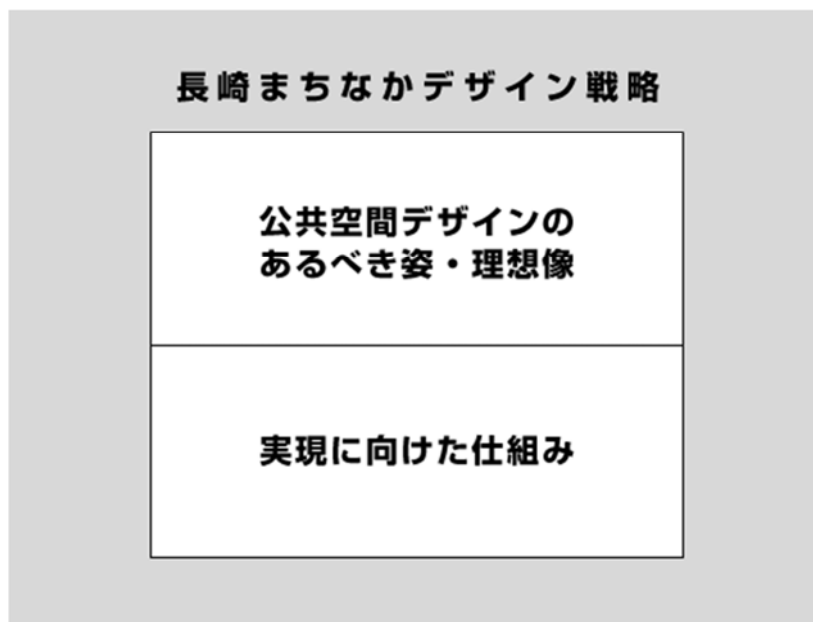 長崎まちなかデザイン戦略
公共空間デザインの
あるべき姿・理想像
実現に向けた仕組み